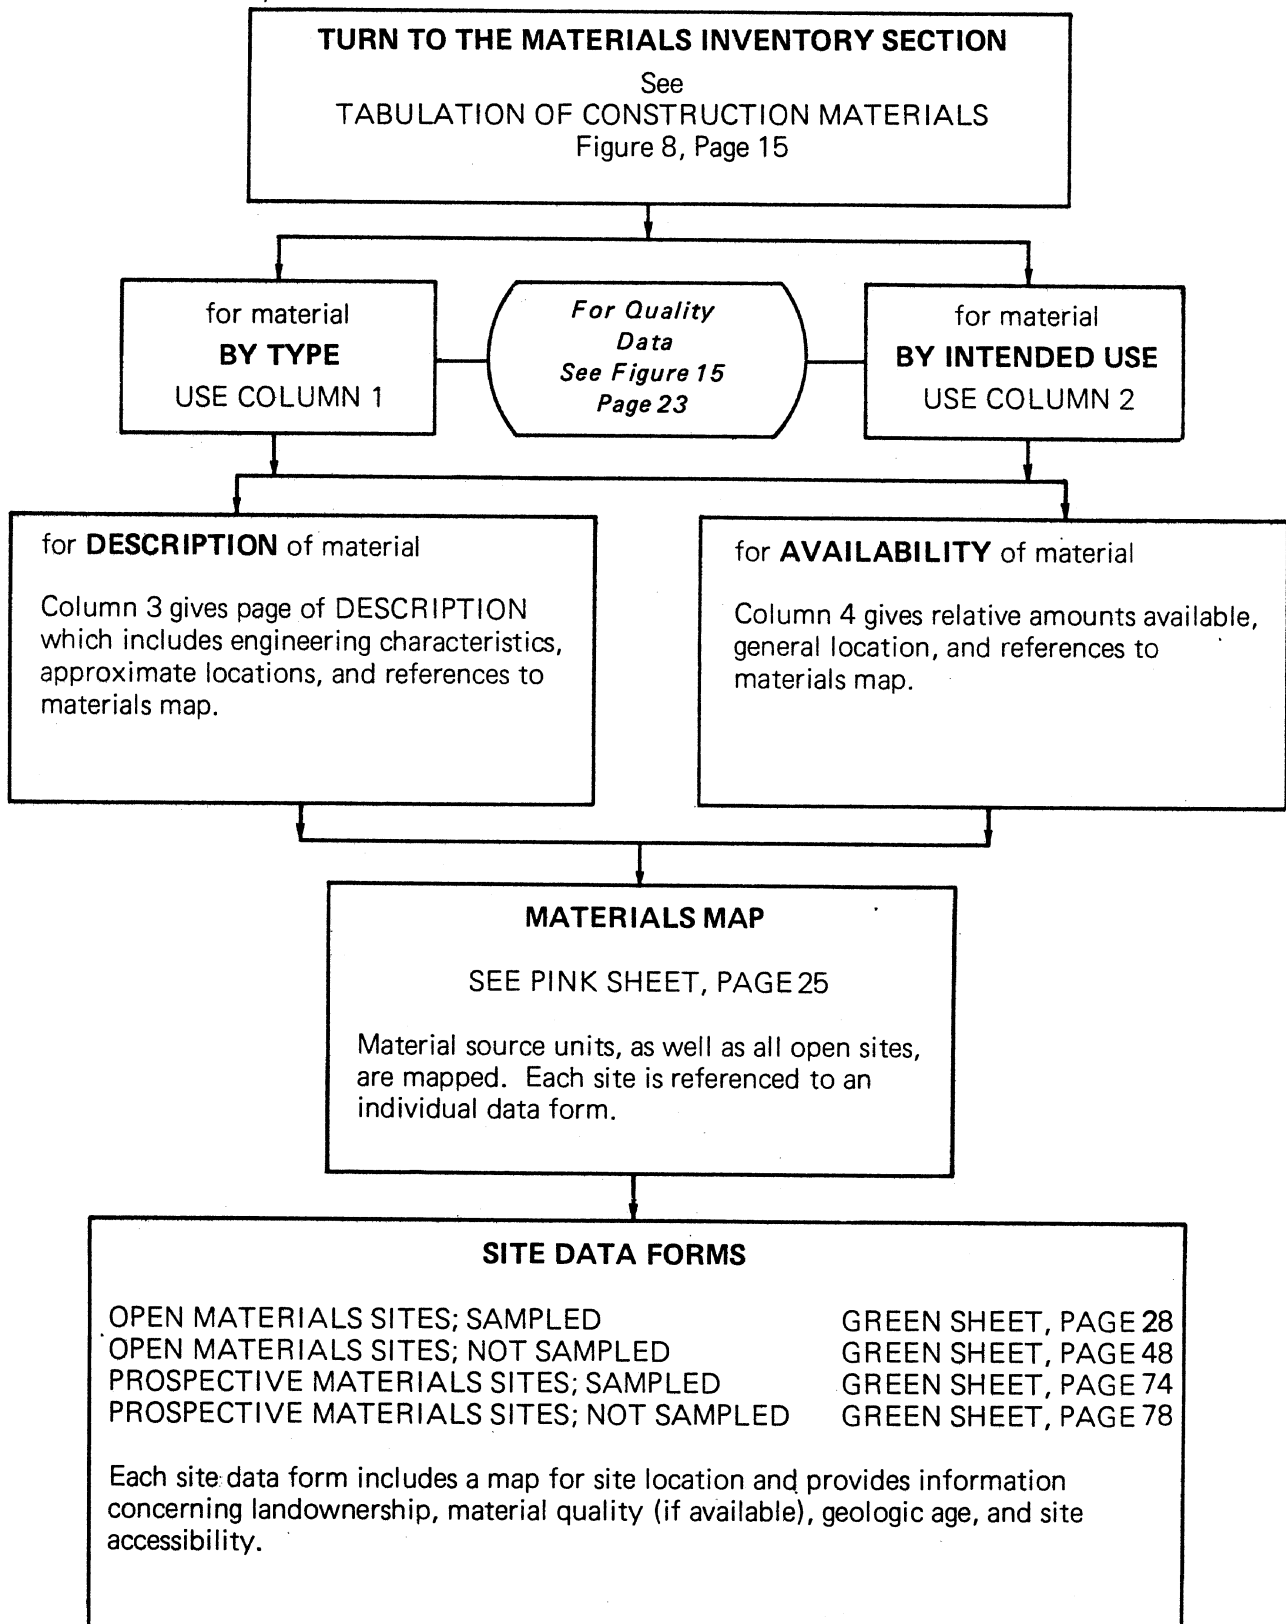 TURN TO THE MATERIALS INVENTORY SECTION
See
TABULATION OF CONSTRUCTION MATERIALS
Figure 8, Page 15
for material
BY TYPE
USE COLUMN 1
For Quality
Data
See Figure 15
Page 23
for material
BY INTENDED USE
USE COLUMN 2
for DESCRIPTION of material
Column 3 gives page of DESCRIPTION
which includes engineering characteristics,
approximate locations, and references to
materials map.
for AVAILABILITY of material
Column 4 gives relative amounts available,
general location, and references to
materials map.
MATERIALS MAP
SEE PINK SHEET, PAGE 25
Material source units, as well as all open sites,
are mapped. Each site is referenced to an
individual data form.
SITE DATA FORMS
OPEN MATERIALS SITES; SAMPLED GREEN SHEET, PAGE 28
OPEN MATERIALS SITES; NOT SAMPLED GREEN SHEET, PAGE 48
PROSPECTIVE MATERIALS SITES; SAMPLED GREEN SHEET, PAGE 74
PROSPECTIVE MATERIALS SITES; NOT SAMPLED GREEN SHEET, PAGE 78
Each site data form includes a map for site location and provides information
concerning landownership, material quality (if available), geologic age, and site
accessibility.